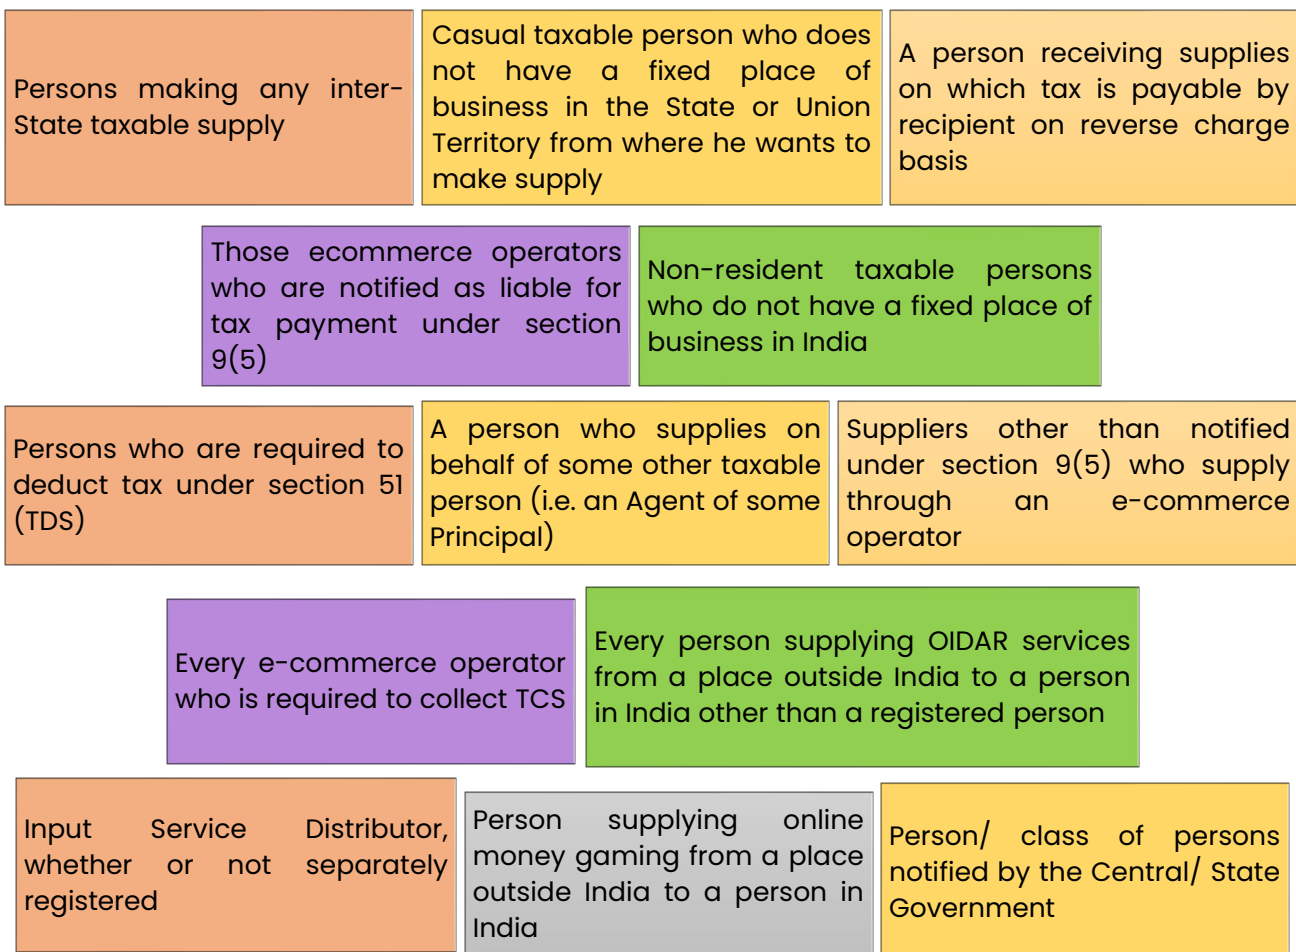 Persons making any inter-
State taxable supply
Casual taxable person who does
not have a fixed place of
business in the State or Union
Territory from where he wants to
make supply
A person receiving supplies
on which tax is payable by
recipient on reverse charge
basis
Those ecommerce operators
who are notified as liable for
tax payment under section
9(5)
Non-resident taxable persons
who do not have a fixed place of
business in India
Persons who are required to
deduct tax under section 51
(TDS)
A person who supplies on
behalf of some other taxable
person (i.e. an Agent of some
Principal)
Suppliers other than notified
under section 9(5) who supply
through an e-commerce
operator
Every e-commerce operator
who is required to collect TCS
Every person supplying OIDAR services
from a place outside India to a person
in India other than a registered person
Input Service Distributor,
whether or not separately
registered
Person supplying online
money gaming from a place
outside India to a person in
India
Person/ class of persons
notified by the Central/ State
Government